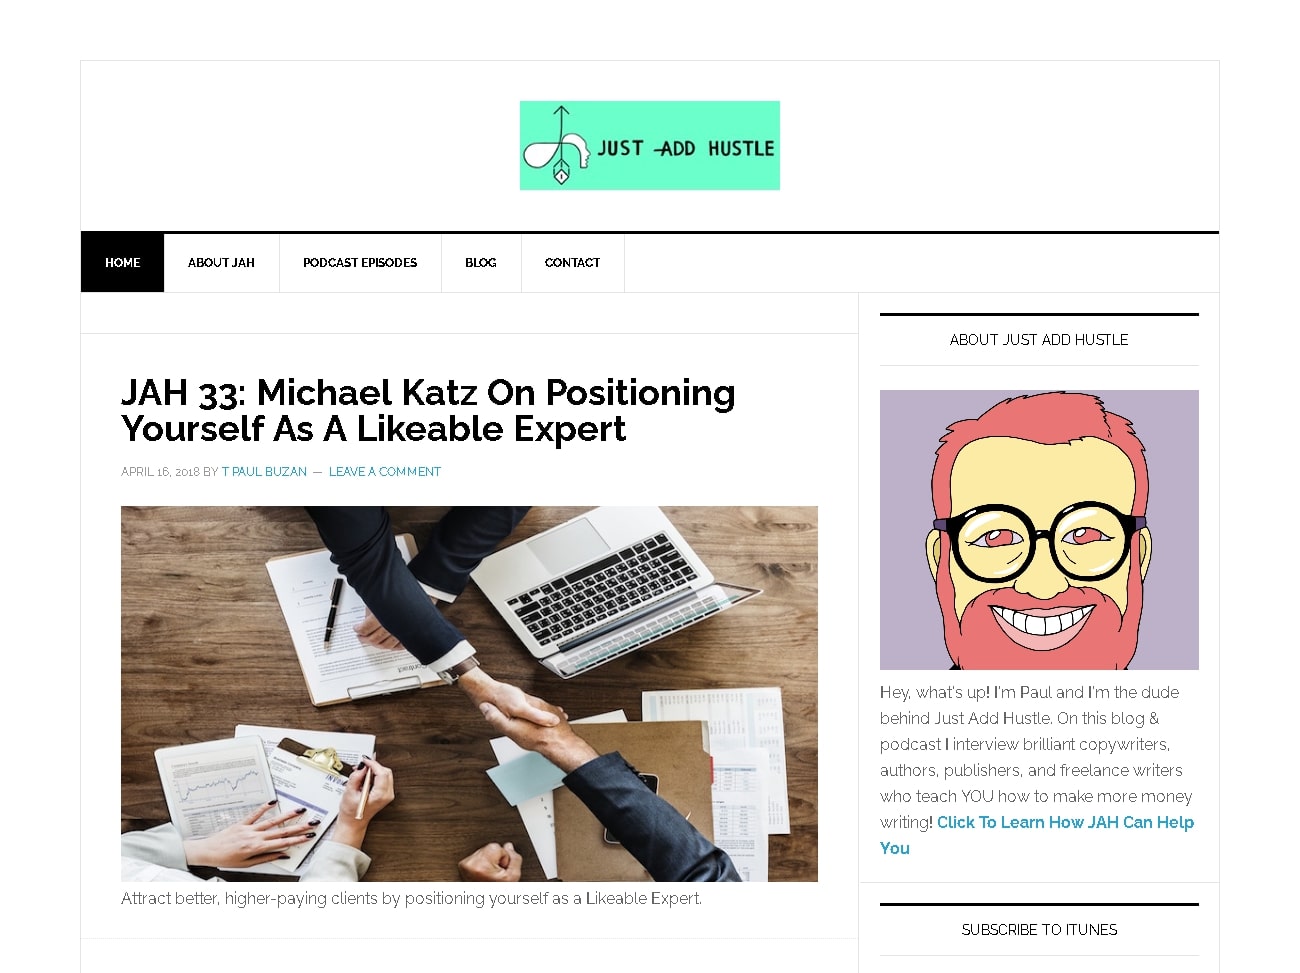 JUST ADD HUSTLE
HOME
ABOUT JAH
PODCAST EPISODES
BLOG
CONTACT
JAH 33: Michael Katz On Positioning
Yourself As A Likeable Expert
APRIL 16, 2018 BY T PAUL BUZAN — LEAVE A COMMENT
Attract better, higher-paying clients by positioning yourself as a Likeable Expert.
ABOUT JUST ADD HUSTLE
Hey, what's up! I'm Paul and I'm the dude
behind Just Add Hustle. On this blog &
podcast I interview brilliant copywriters,
authors, publishers, and freelance writers
who teach YOU how to make more money
writing! Click To Learn How JAH Can Help
You
SUBSCRIBE TO ITUNES